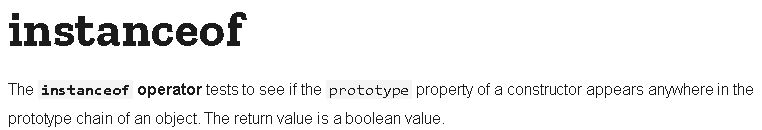 instanceof
The instanceof operator tests to see if the prototype property of a constructor appears anywhere in the
prototype chain of an object. The return value is a boolean value.